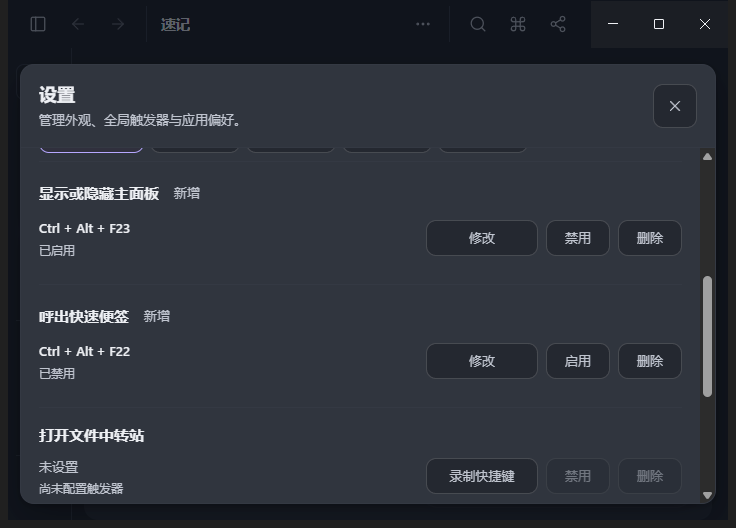 速记
设置
管理外观、全局触发器与应用偏好。
显示或隐藏主面板 新增
Ctrl + Alt + F23
已启用
修改 禁用 删除
呼出快速便签 新增
Ctrl + Alt + F22
已禁用
修改 启用 删除
打开文件中转站
未设置
尚未配置触发器
录制快捷键 禁用 删除